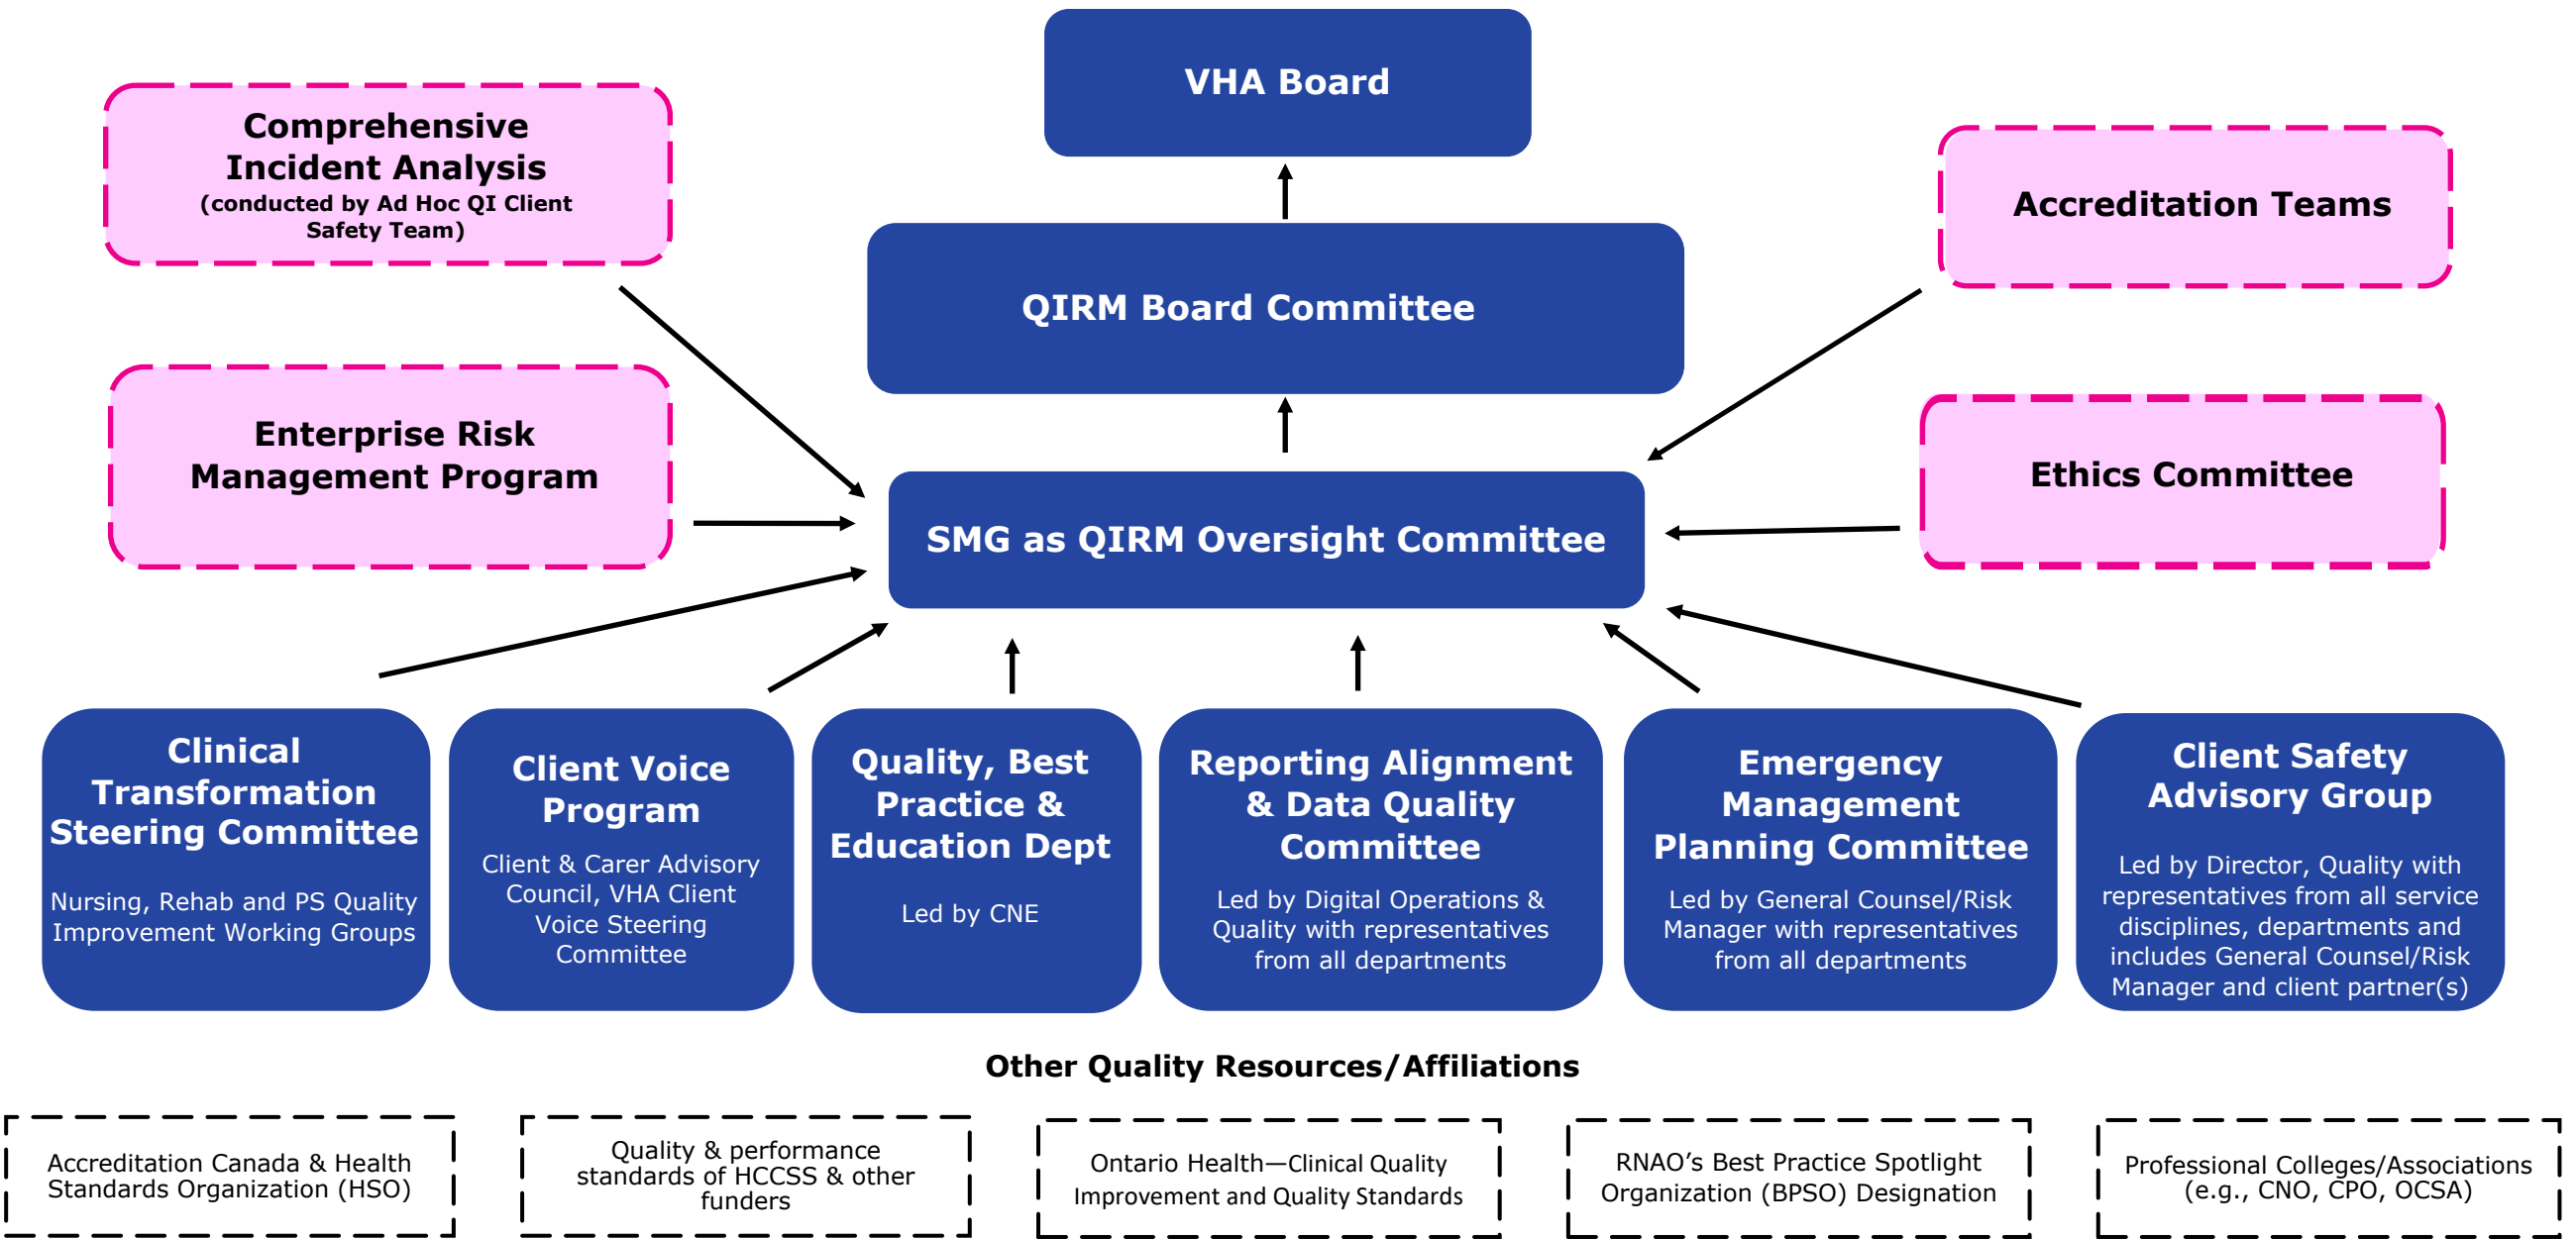 VHA Board
Comprehensive
Incident Analysis
(conducted by Ad Hoc QI Client
Safety Team)
Accreditation Teams
QIRM Board Committee
Enterprise Risk
Management Program
Ethics Committee
SMG as QIRM Oversight Committee
Clinical
Transformation
Steering Committee
Nursing, Rehab and PS Quality
Improvement Working Groups
Client Voice
Program
Client & Carer Advisory
Council, VHA Client
Voice Steering
Committee
Quality, Best
Practice &
Education Dept
Led by CNE
Reporting Alignment
& Data Quality
Committee
Led by Digital Operations &
Quality with representatives
from all departments
Emergency
Management
Planning Committee
Led by General Counsel/Risk
Manager with representatives
from all departments
Client Safety
Advisory Group
Led by Director, Quality with
representatives from all service
disciplines, departments and
includes General Counsel/Risk
Manager and client partner(s)
Other Quality Resources/Affiliations
Accreditation Canada & Health
Standards Organization (HSO)
Quality & performance
standards of HCCSS & other
funders
Ontario Health—Clinical Quality
Improvement and Quality Standards
RNAO’s Best Practice Spotlight
Organization (BPSO) Designation
Professional Colleges/Associations
(e.g., CNO, CPO, OCSA)